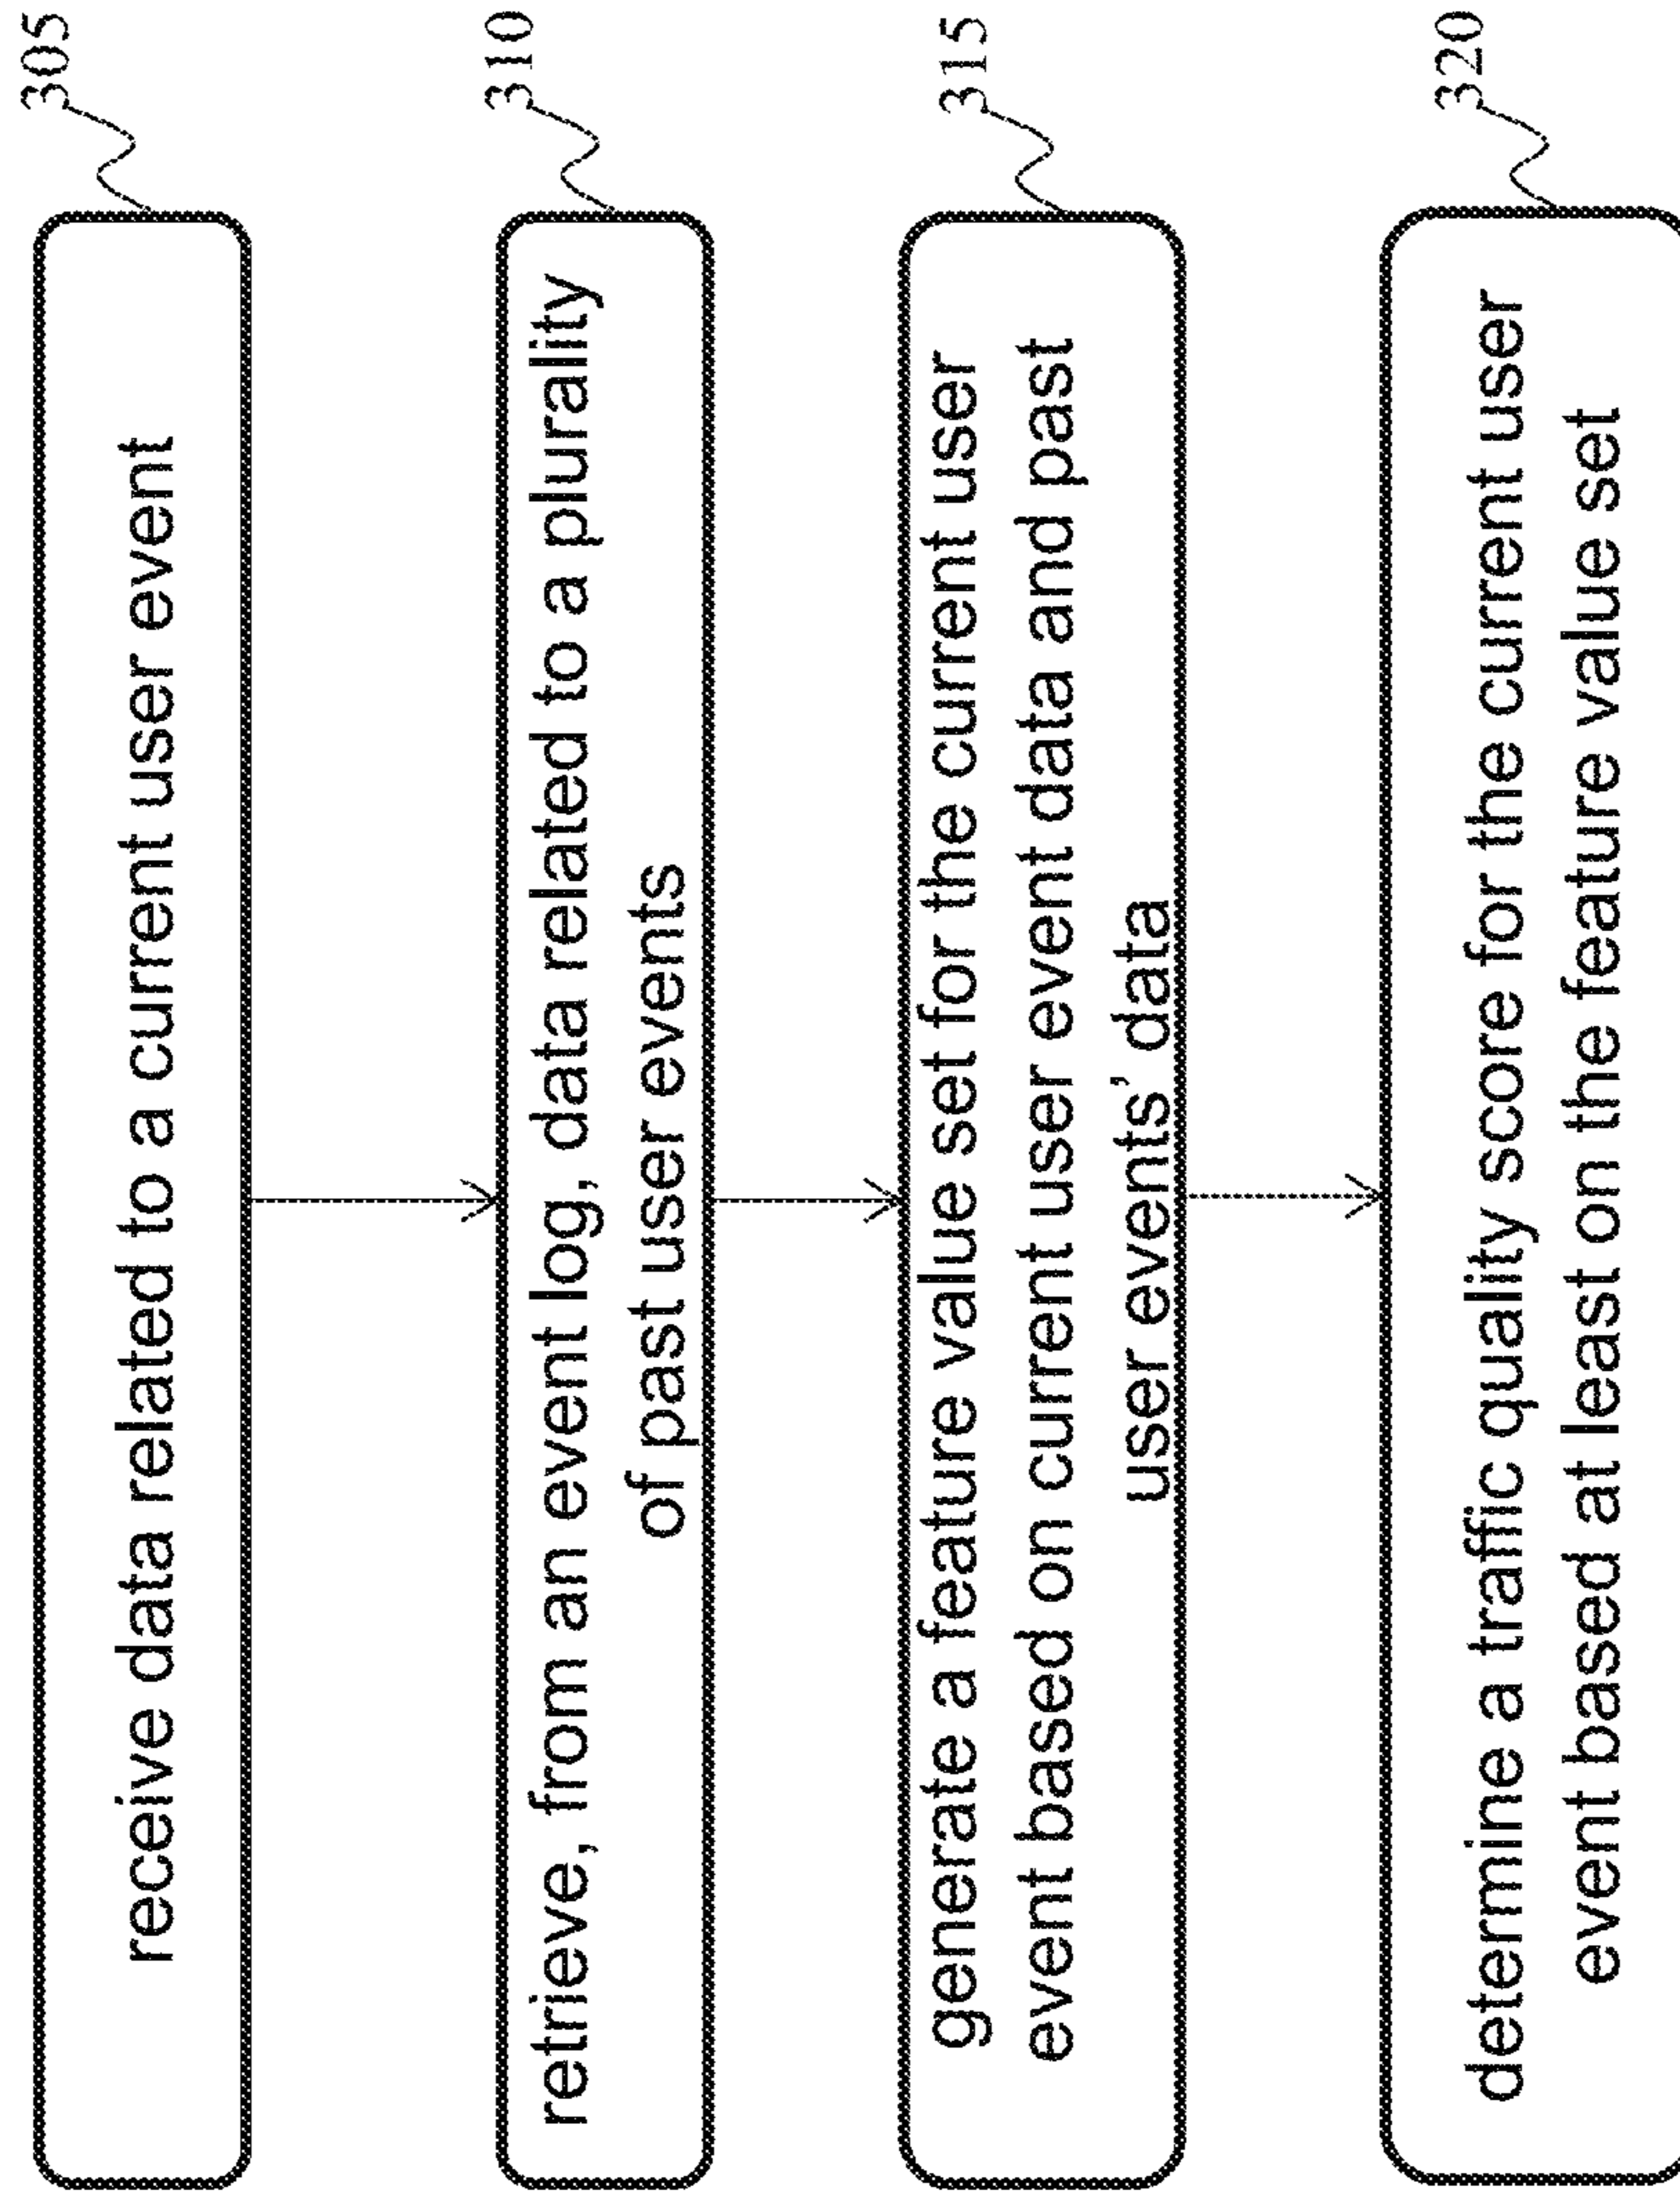 305
receive data related to a current user event
310
retrieve, from an event log, data related to a plurality
of past user events
315
generate a feature value set for the current user
event based on current user event data and past
user events’ data
320
determine a traffic quality score for the current user
event based at least on the feature value set